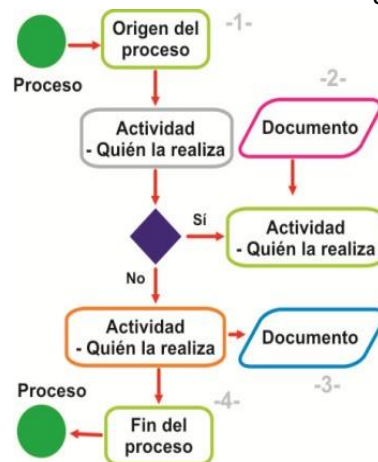 Origen del
proceso
-1-
Proceso
-2-
Actividad
- Quién la realiza
Documento
Sí
Actividad
- Quién la realiza
No
Actividad
- Quién la realiza
Documento
-3-
Proceso
-4-
Fin del
proceso